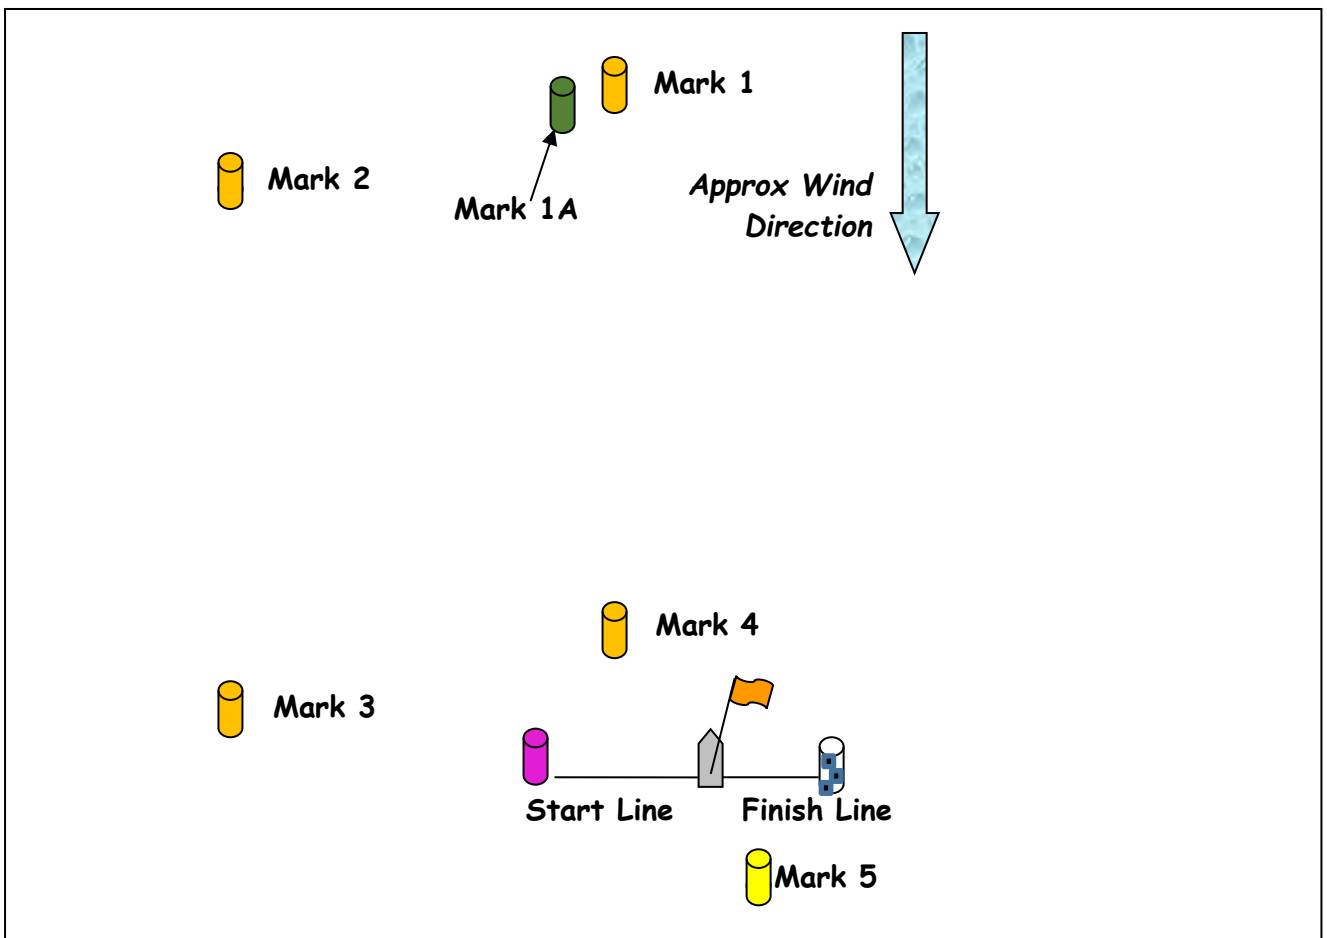 Mark 1
Mark 2
Approx Wind
Direction
Mark 1A
Mark 4
Mark 3
Start Line
Finish Line
Mark 5